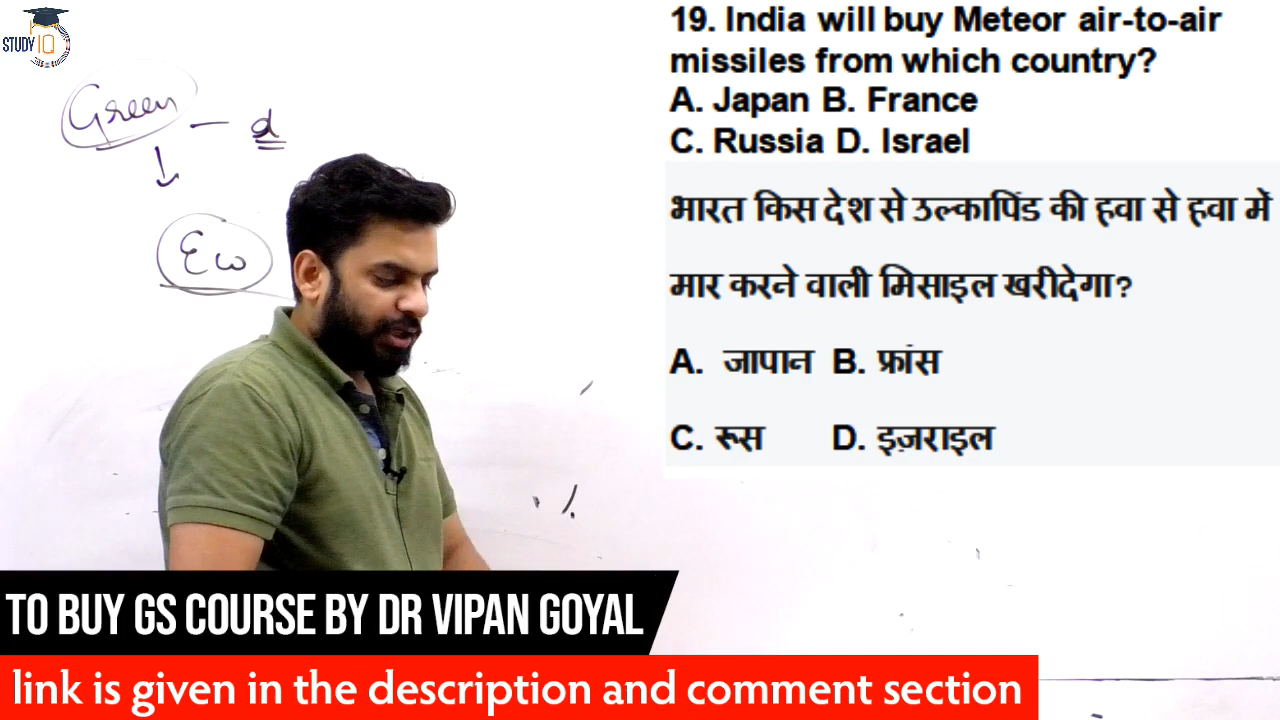 STUDY IQ
Green - d
Ew
19. India will buy Meteor air-to-air
missiles from which country?
A. Japan B. France
C. Russia D. Israel
भारत किस देश से उल्कापिंड की हवा से हवा में
मार करने वाली मिसाइल खरीदेगा?
A. जापान B. फ्रांस
C. रूस D. इज़राइल
TO BUY GS COURSE BY DR VIPAN GOYAL
link is given in the description and comment section